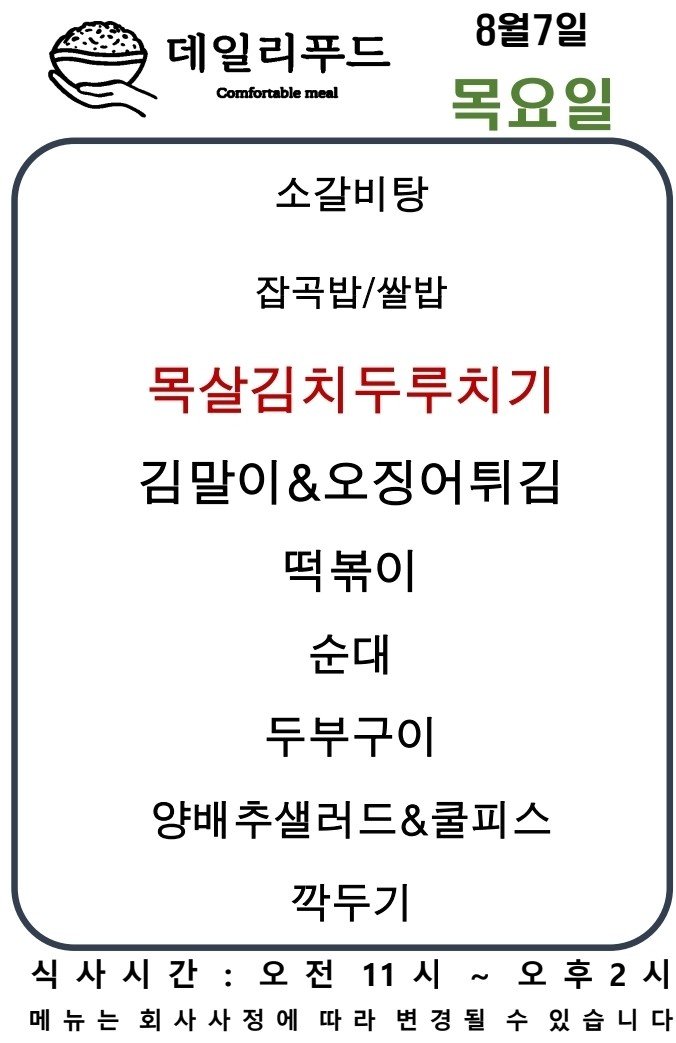 데일리푸드
Comfortable meal
8월7일
목요일
소갈비탕
잡곡밥/쌀밥
목살김치두루치기
김말이&오징어튀김
떡볶이
순대
두부구이
양배추샐러드&쿨피스
깍두기
식사시간 : 오전 11시 ~ 오후2시
메뉴는 회사사정에 따라 변경될 수 있습니다